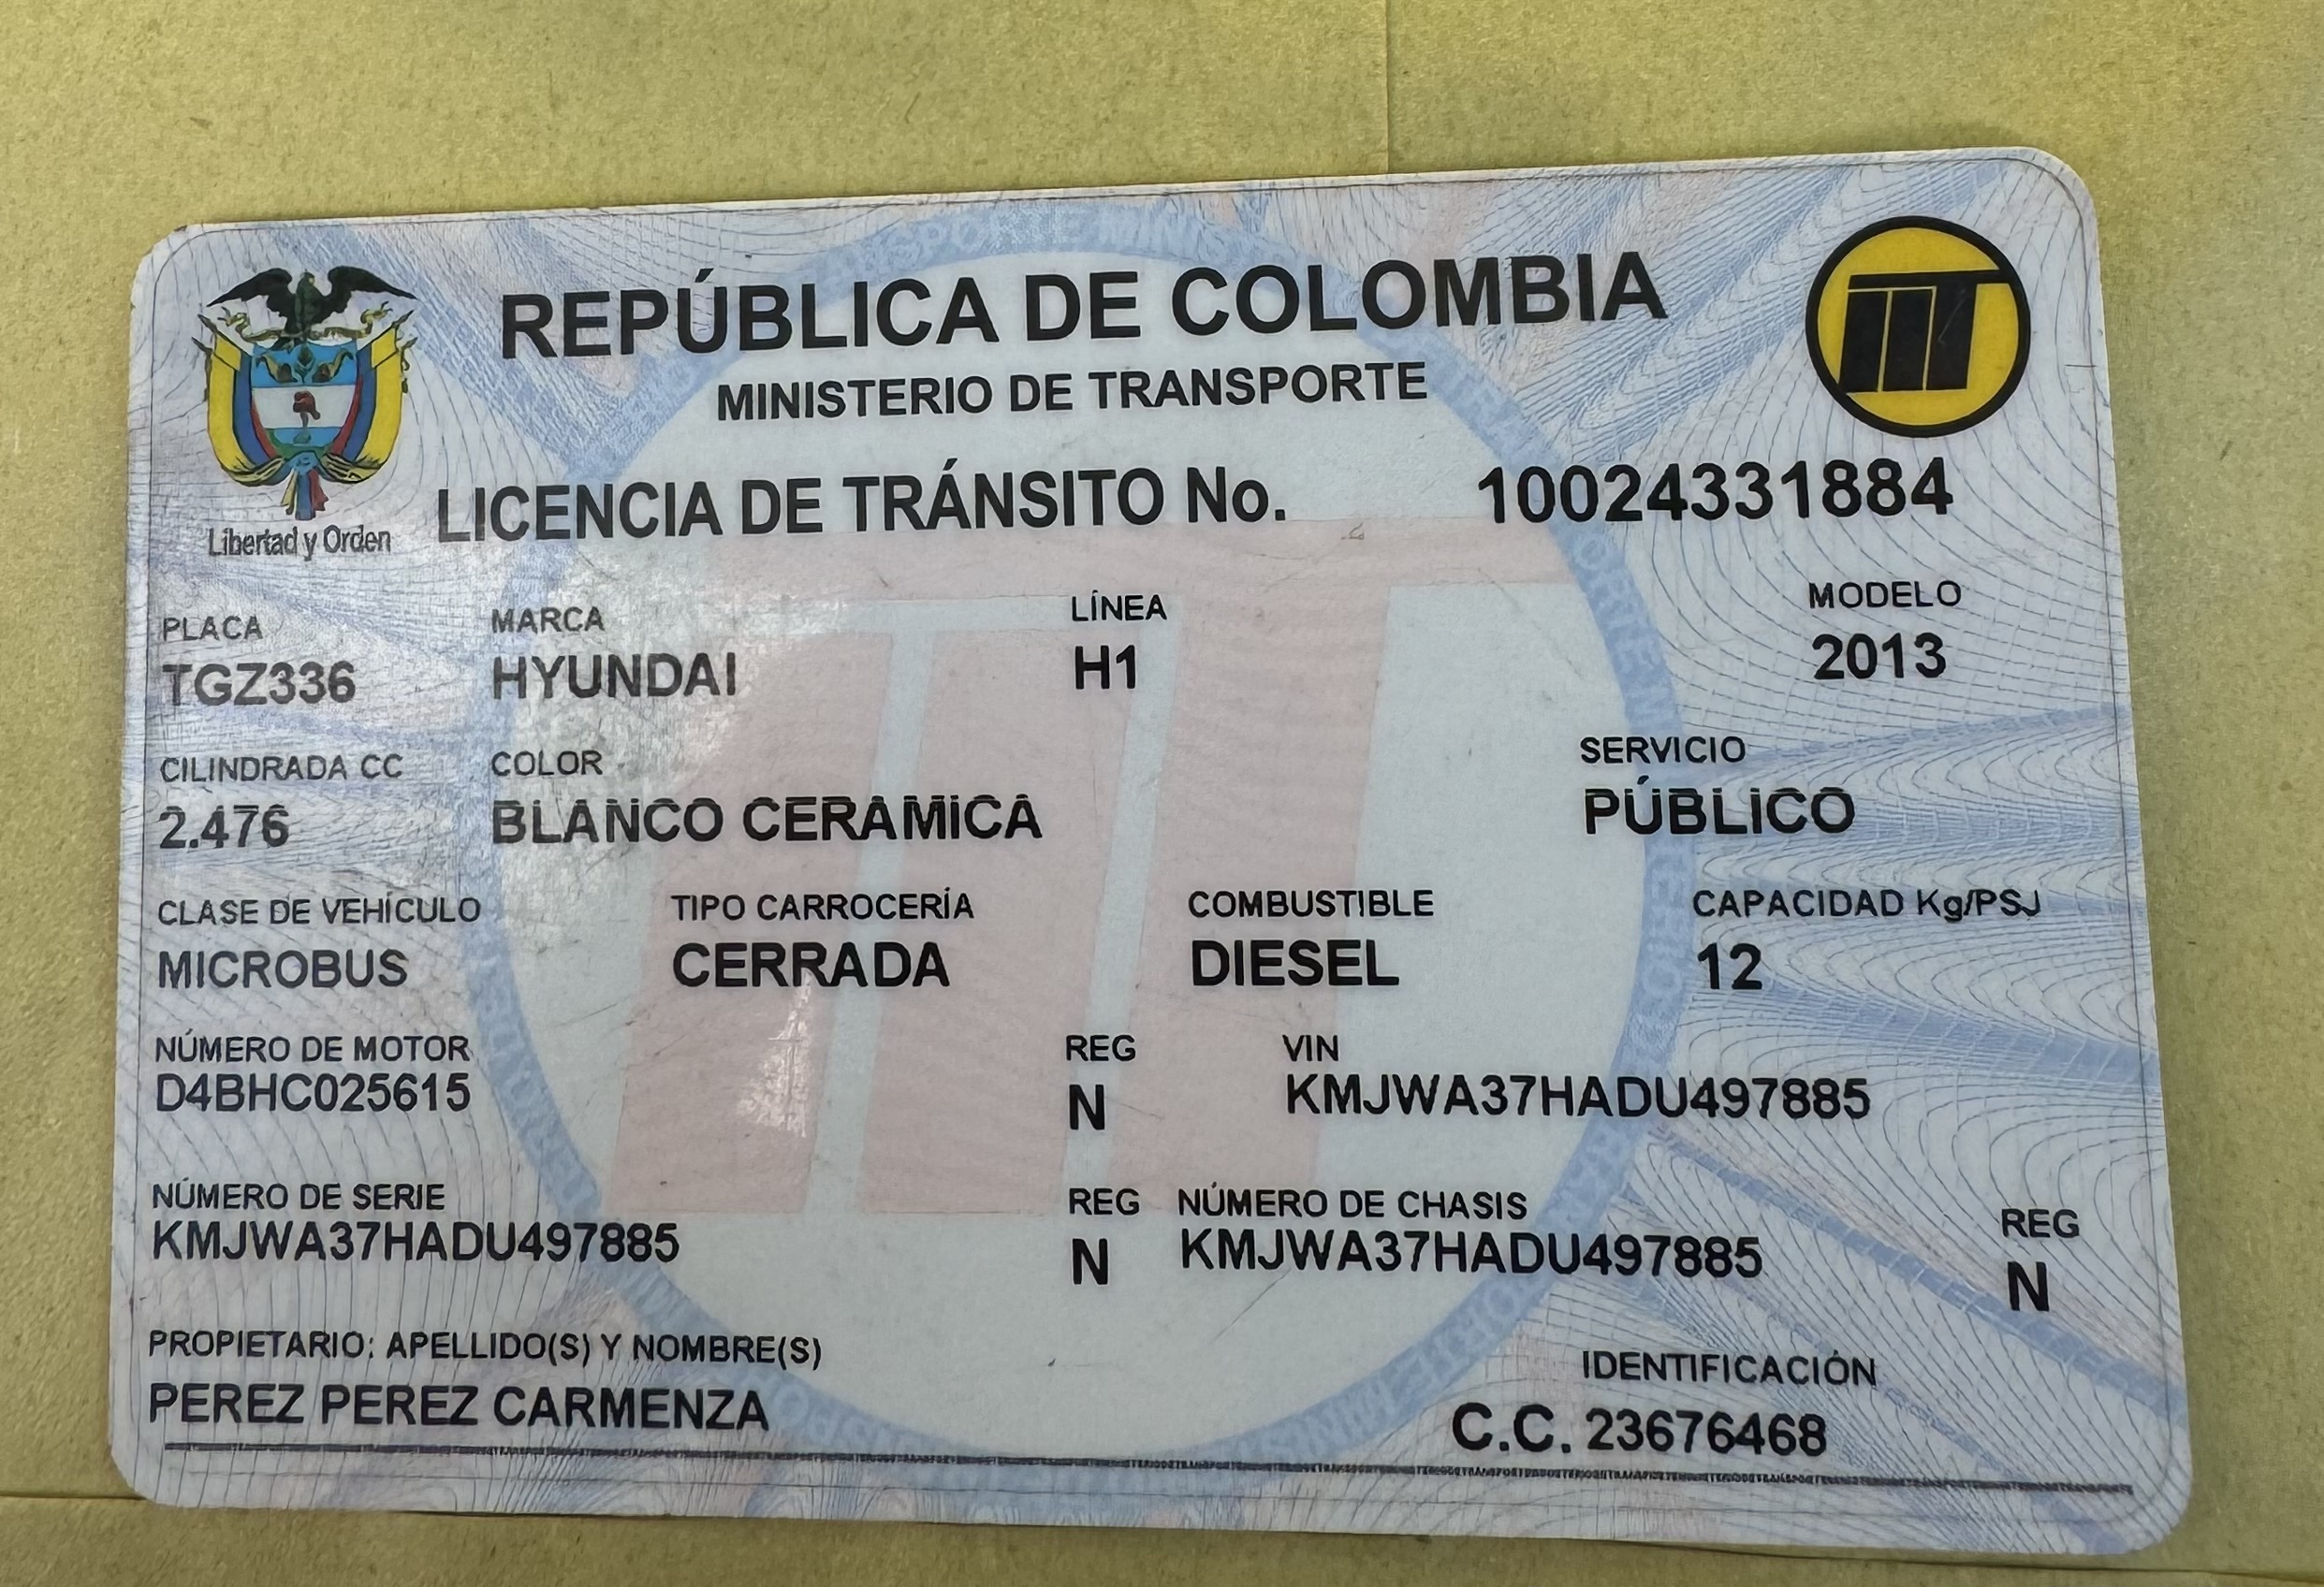 REPÚBLICA DE COLOMBIA
MINISTERIO DE TRANSPORTE
Libertad y Orden
LICENCIA DE TRÁNSITO No. 10024331884
PLACA MARCA LÍNEA MODELO
TGZ336 HYUNDAI H1 2013
CILINDRADA CC COLOR SERVICIO
2.476 BLANCO CERAMICA PÚBLICO
CLASE DE VEHÍCULO TIPO CARROCERÍA COMBUSTIBLE CAPACIDAD Kg/PSJ
MICROBUS CERRADA DIESEL 12
NÚMERO DE MOTOR REG VIN
D4BHC025615 N KMJWA37HADU497885
NÚMERO DE SERIE REG NÚMERO DE CHASIS REG
KMJWA37HADU497885 N KMJWA37HADU497885 N
PROPIETARIO: APELLIDO(S) Y NOMBRE(S) IDENTIFICACIÓN
PEREZ PEREZ CARMENZA C.C. 23676468